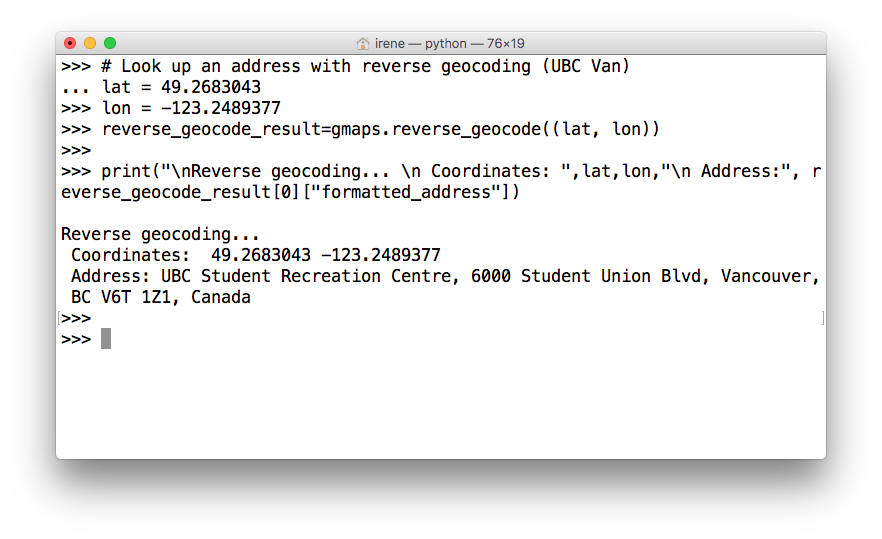 irene — python — 76×19
>>> # Look up an address with reverse geocoding (UBC Van)
... lat = 49.2683043
>>> lon = -123.2489377
>>> reverse_geocode_result=gmaps.reverse_geocode((lat, lon))
>>>
>>> print("\nReverse geocoding... \n Coordinates: ",lat,lon,"\n Address:", r
everse_geocode_result[0]["formatted_address"])

Reverse geocoding...
 Coordinates:  49.2683043 -123.2489377
 Address: UBC Student Recreation Centre, 6000 Student Union Blvd, Vancouver,
 BC V6T 1Z1, Canada
[>>>                                                                        ]
>>>